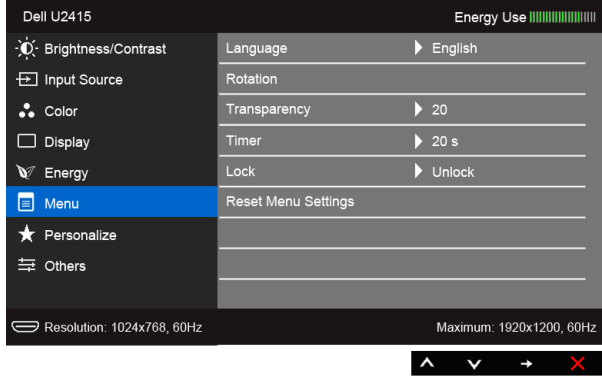 Dell U2415 Energy Use
Brightness/Contrast Language English
Input Source Rotation
Color Transparency 20
Display Timer 20 s
Energy Lock Unlock
Menu Reset Menu Settings
Personalize
Others
Resolution: 1024x768, 60Hz Maximum: 1920x1200, 60Hz